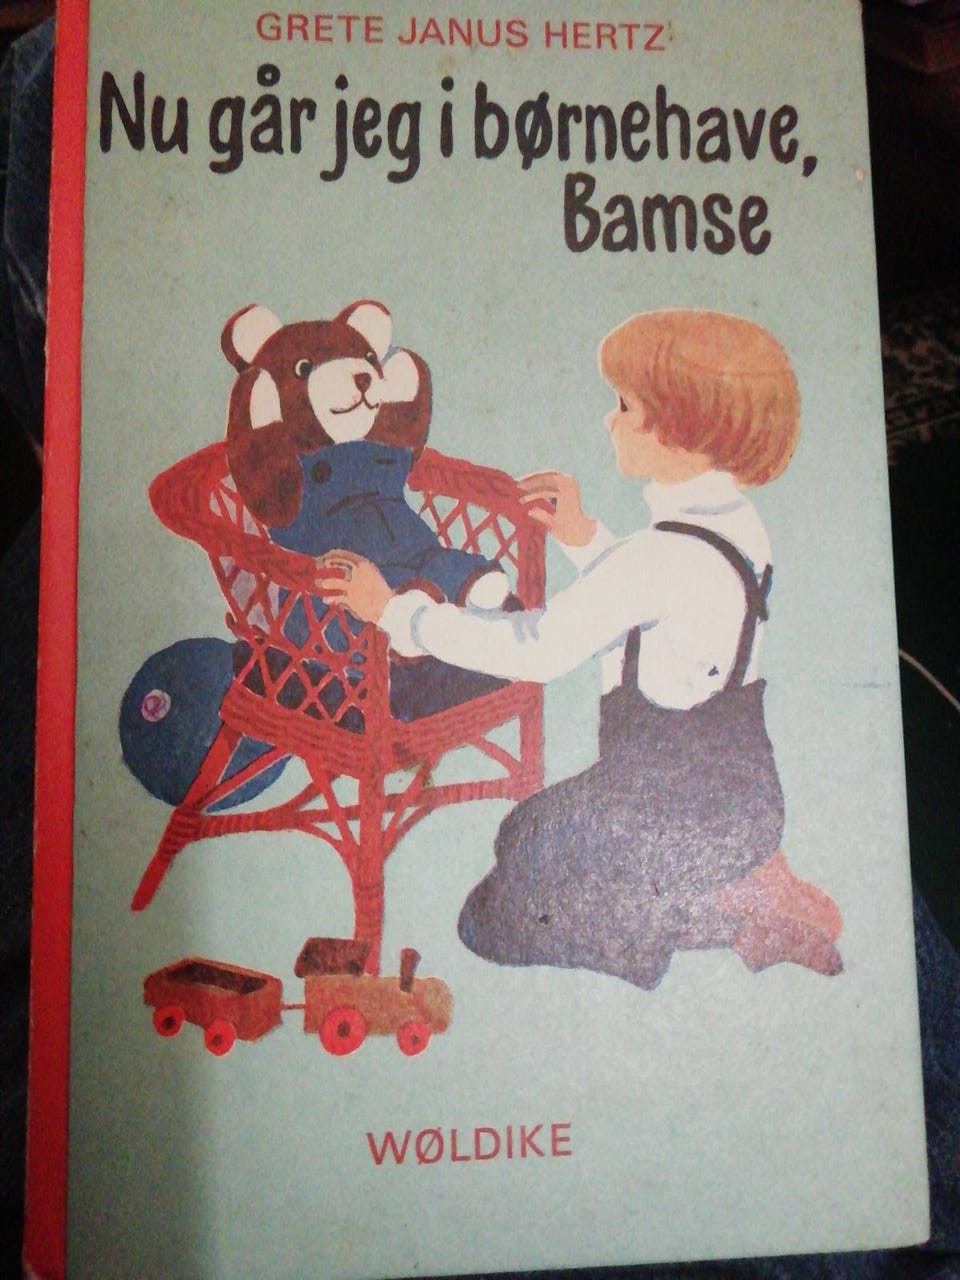 GRETE JANUS HERTZ
Nu går jeg i børnehave,
Bamse
WØLDIKE